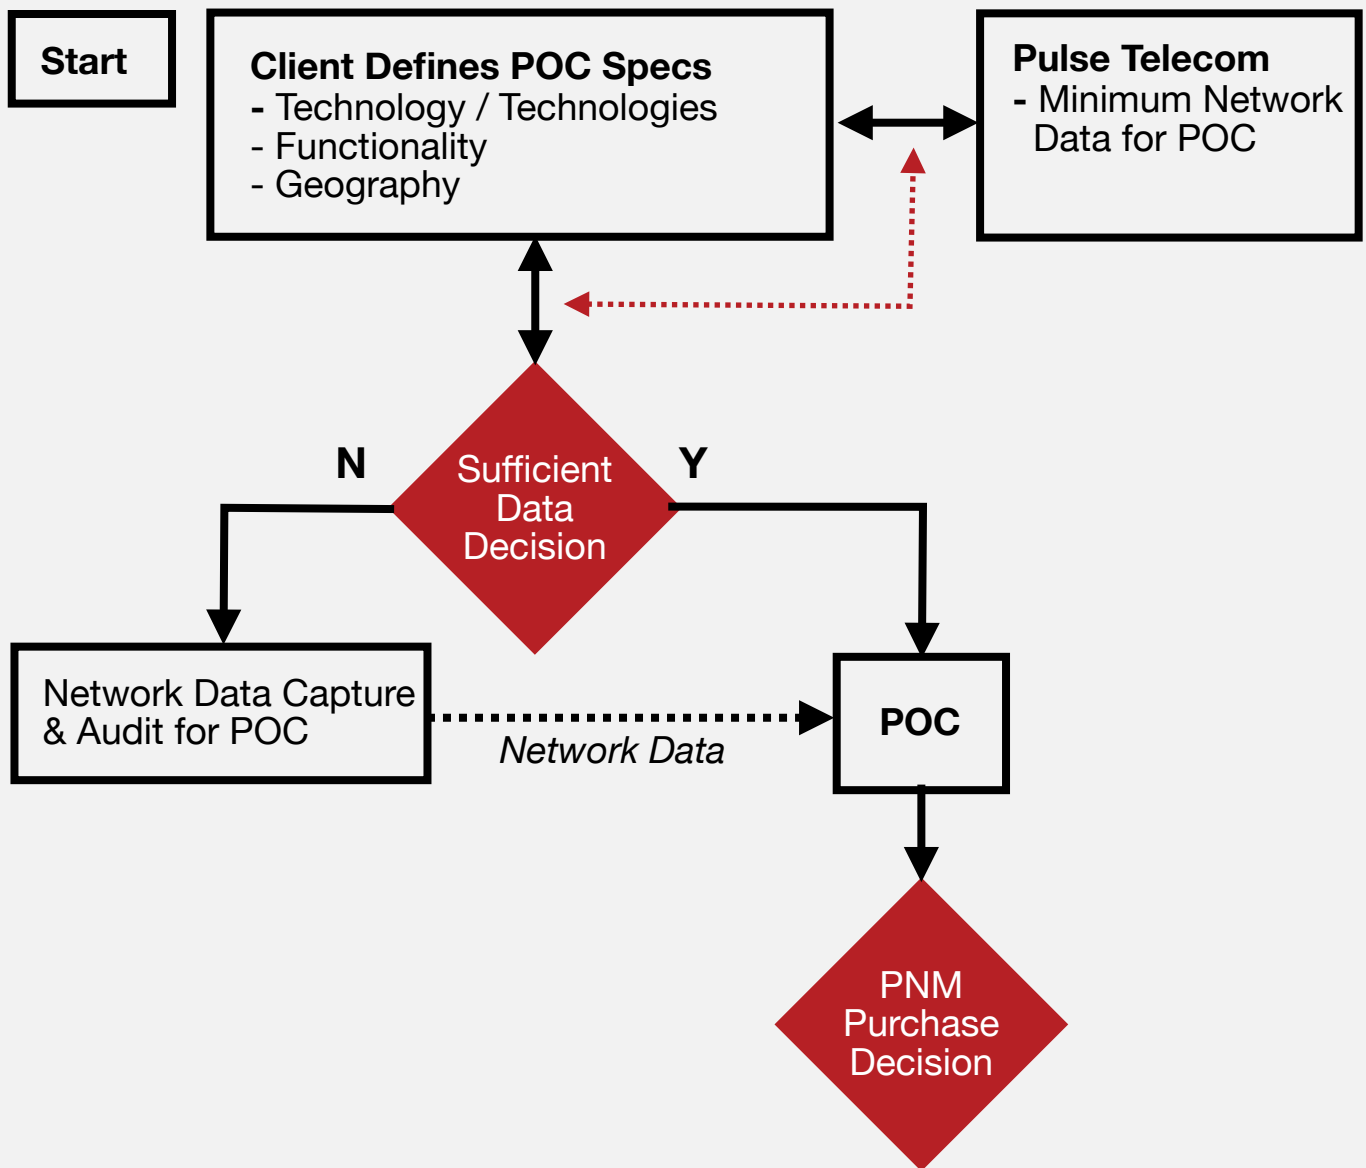 Start
Client Defines POC Specs
- Technology / Technologies
- Functionality
- Geography
Pulse Telecom
- Minimum Network
Data for POC
N
Sufficient
Data
Decision
Y
Network Data Capture
& Audit for POC
Network Data
POC
PNM
Purchase
Decision